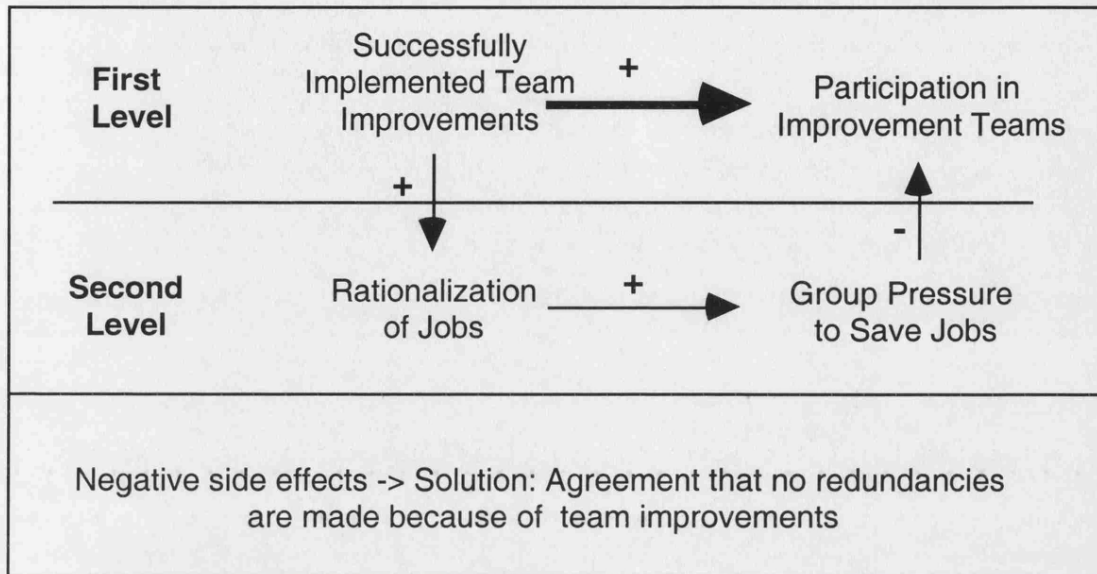 First
Level
Successfully
Implemented Team
Improvements
+
Participation in
Improvement Teams
+
-
Second
Level
Rationalization
of Jobs
+
Group Pressure
to Save Jobs
Negative side effects -> Solution: Agreement that no redundancies
are made because of team improvements